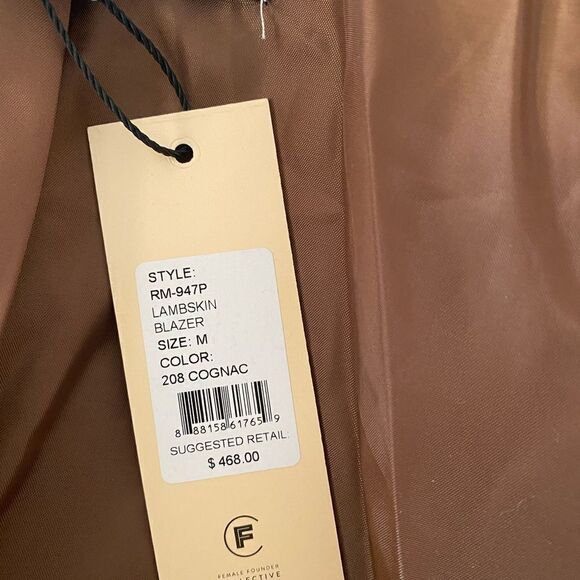 STYLE:
RM-947P
LAMBSKIN
BLAZER
SIZE: M
COLOR:
208 COGNAC
8 88158 61765 9
SUGGESTED RETAIL:
$ 468.00
F
FEMALE FOUNDER